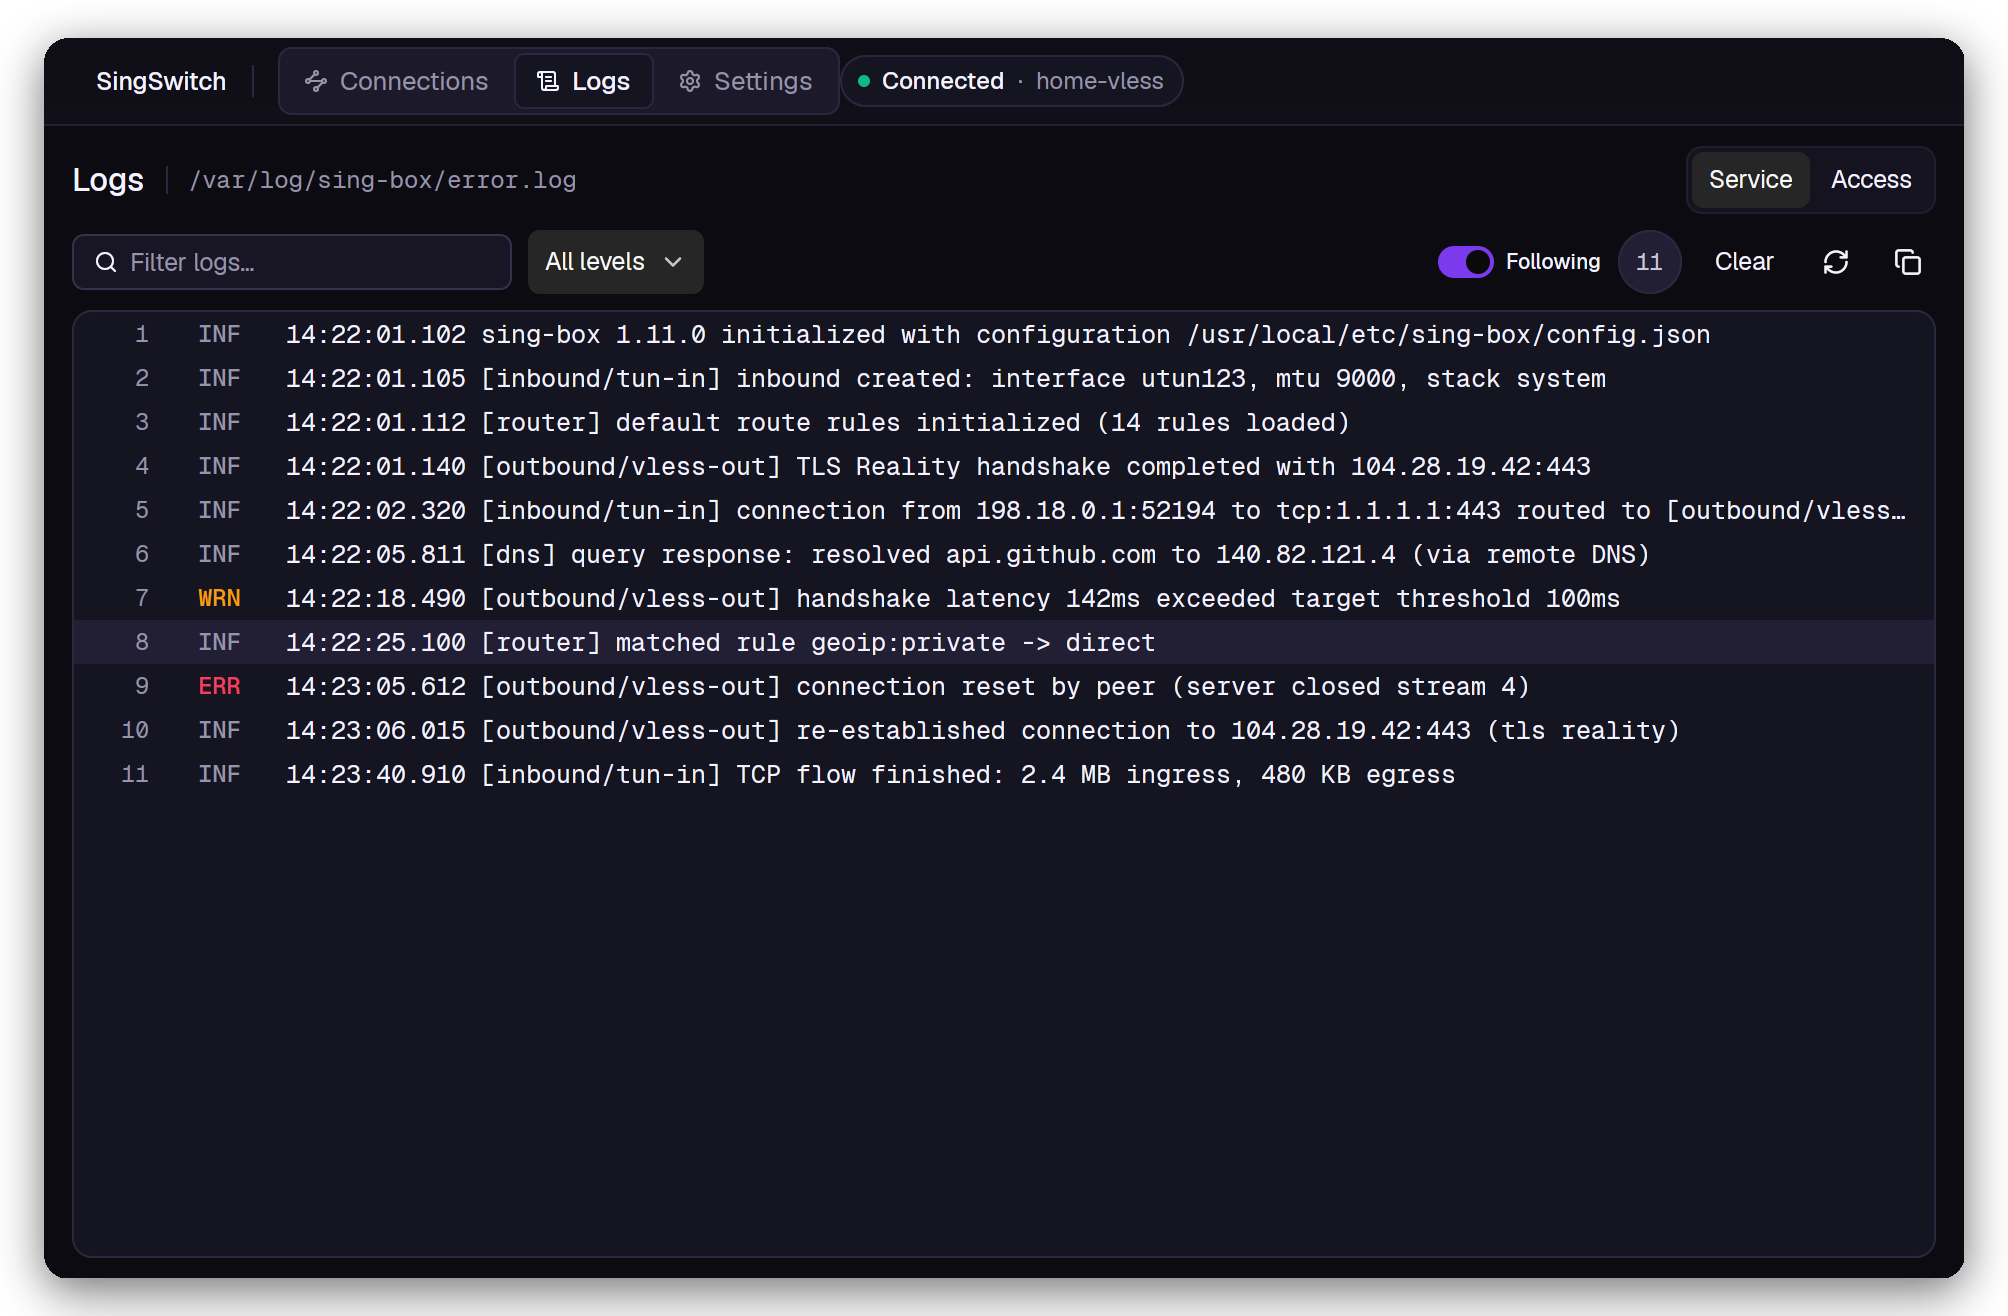 SingSwitch Connections Logs Settings Connected · home-vless
Logs /var/log/sing-box/error.log Service Access
Filter logs... All levels Following 11 Clear
1 INF 14:22:01.102 sing-box 1.11.0 initialized with configuration /usr/local/etc/sing-box/config.json
2 INF 14:22:01.105 [inbound/tun-in] inbound created: interface utun123, mtu 9000, stack system
3 INF 14:22:01.112 [router] default route rules initialized (14 rules loaded)
4 INF 14:22:01.140 [outbound/vless-out] TLS Reality handshake completed with 104.28.19.42:443
5 INF 14:22:02.320 [inbound/tun-in] connection from 198.18.0.1:52194 to tcp:1.1.1.1:443 routed to [outbound/vless…
6 INF 14:22:05.811 [dns] query response: resolved api.github.com to 140.82.121.4 (via remote DNS)
7 WRN 14:22:18.490 [outbound/vless-out] handshake latency 142ms exceeded target threshold 100ms
8 INF 14:22:25.100 [router] matched rule geoip:private -> direct
9 ERR 14:23:05.612 [outbound/vless-out] connection reset by peer (server closed stream 4)
10 INF 14:23:06.015 [outbound/vless-out] re-established connection to 104.28.19.42:443 (tls reality)
11 INF 14:23:40.910 [inbound/tun-in] TCP flow finished: 2.4 MB ingress, 480 KB egress